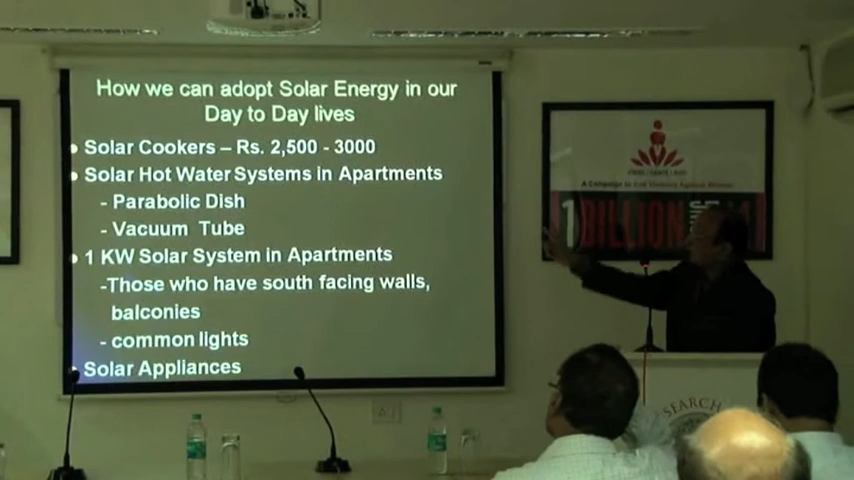 How we can adopt Solar Energy in our
Day to Day lives
• Solar Cookers – Rs. 2,500 - 3000
• Solar Hot Water Systems in Apartments
- Parabolic Dish
- Vacuum Tube
• 1 KW Solar System in Apartments
-Those who have south facing walls,
balconies
- common lights
• Solar Appliances
A Campaign to End Violence Against Women
1 BILLION
SEARCH